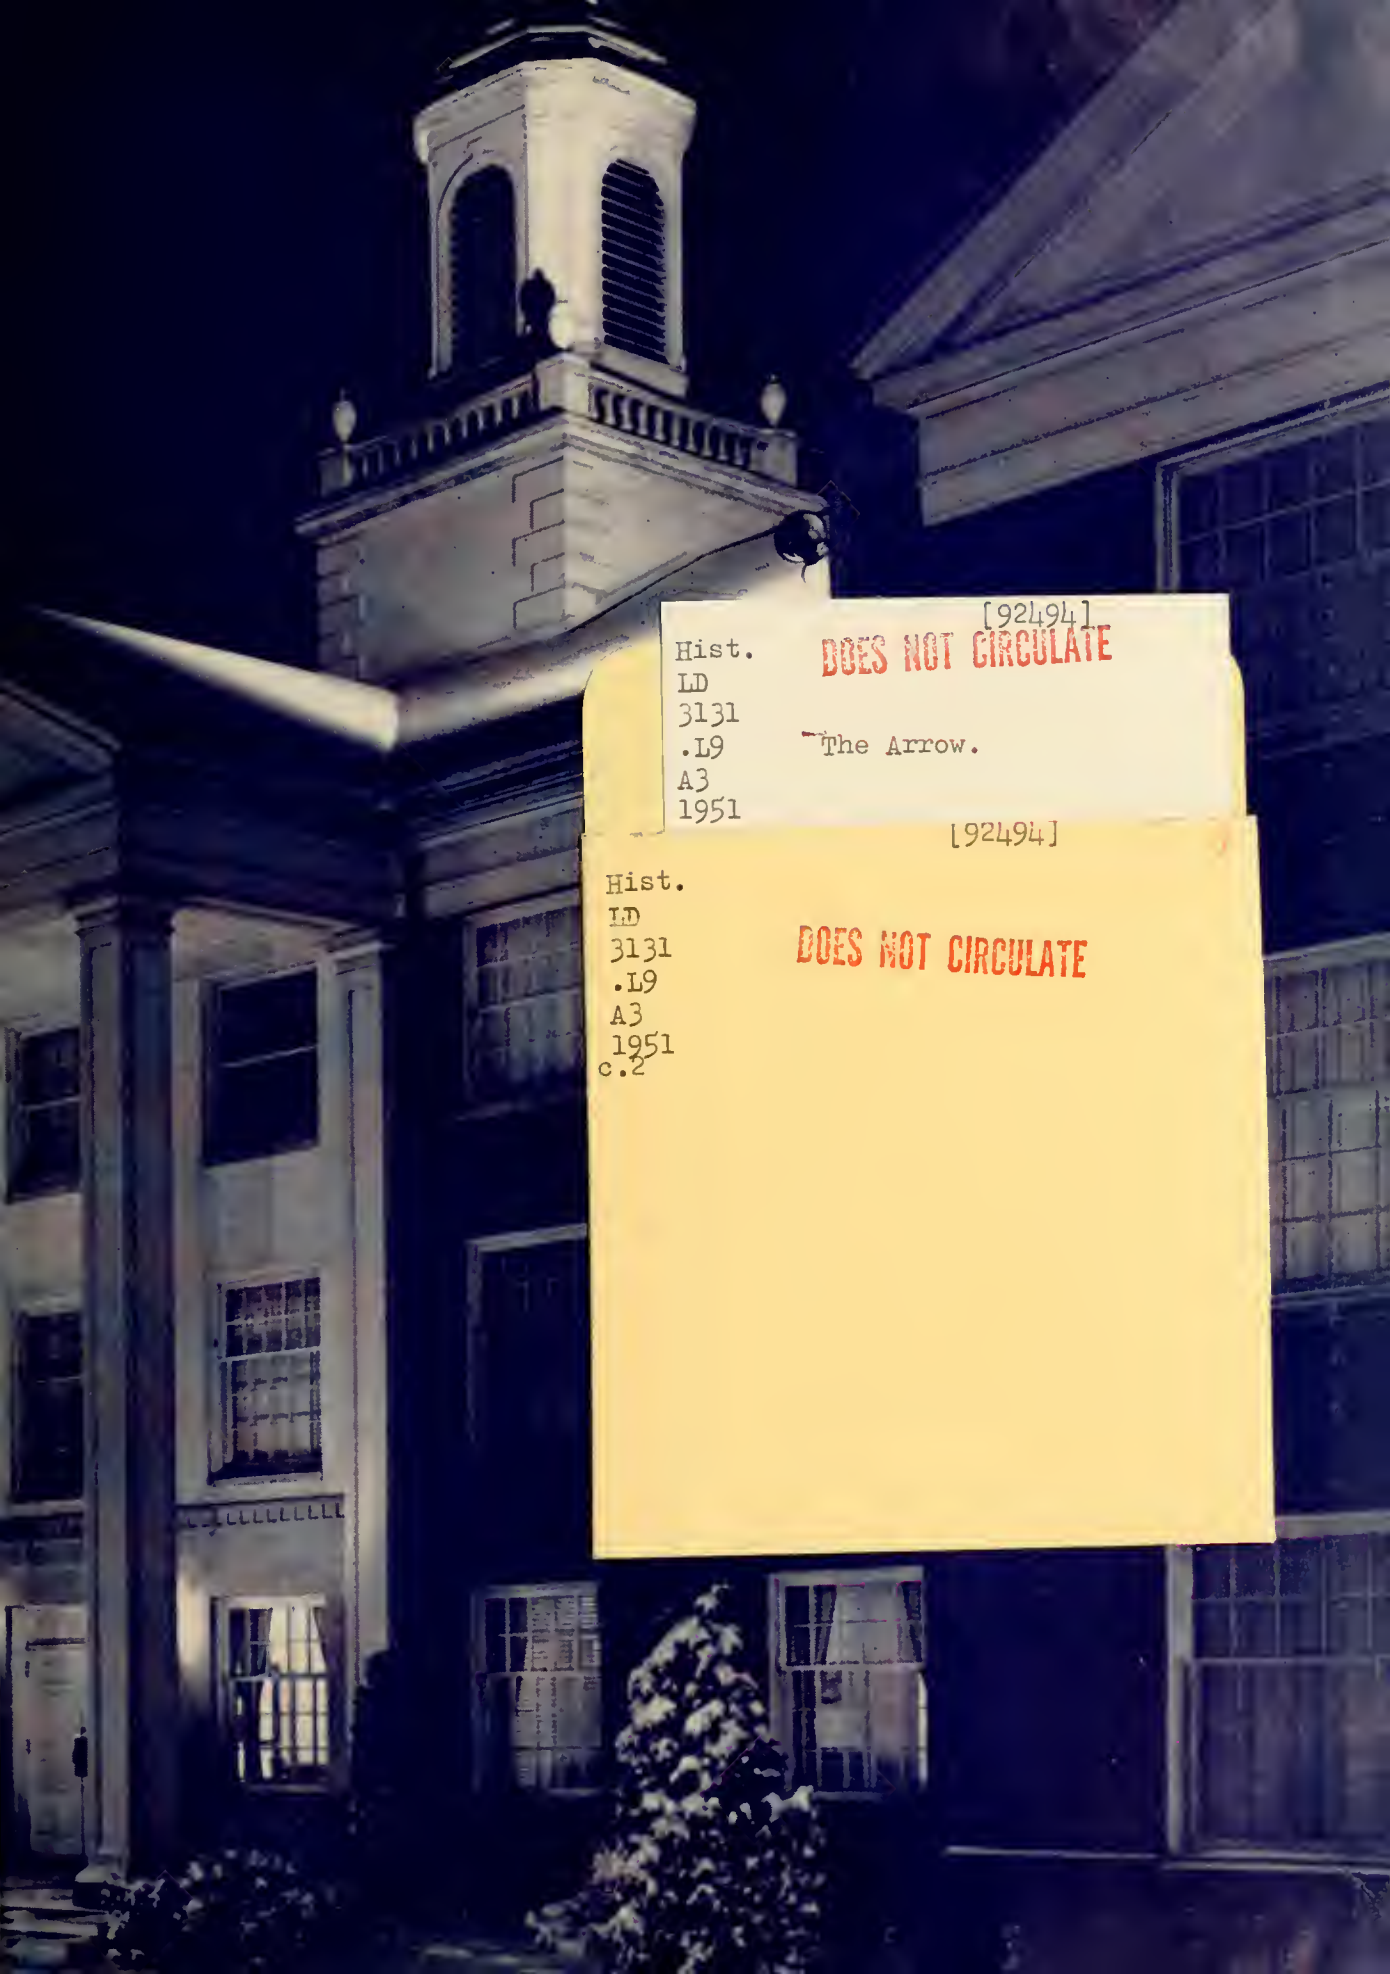 [92494]
Hist. DOES NOT CIRCULATE
LD
3131
.L9 The Arrow.
A3
1951
[92494]
Hist.
LD
3131 DOES NOT CIRCULATE
.L9
A3
1951
c.2